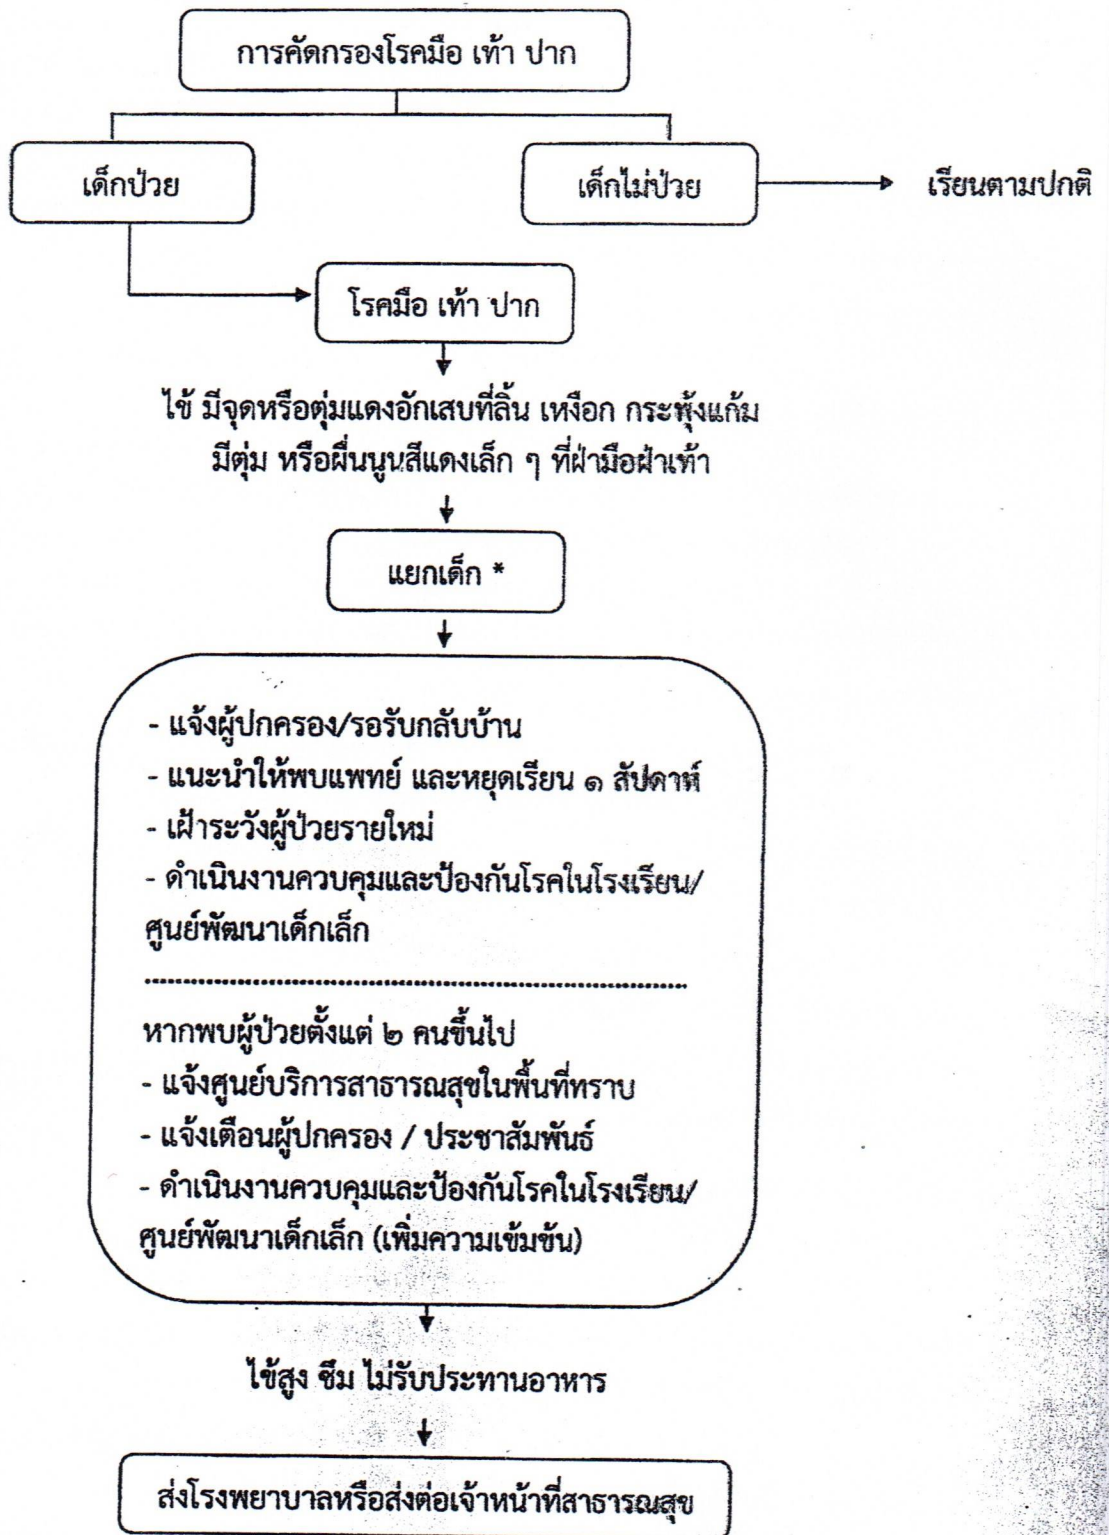 การคัดกรองโรคมือ เท้า ปาก
เด็กป่วย
เด็กไม่ป่วย
เรียนตามปกติ
โรคมือ เท้า ปาก
ไข้ มีจุดหรือตุ่มแดงอักเสบที่ลิ้น เหงือก กระพุ้งแก้ม
มีตุ่ม หรือผื่นนูนสีแดงเล็ก ๆ ที่ฝ่ามือฝ่าเท้า
แยกเด็ก *
- แจ้งผู้ปกครอง/รอรับกลับบ้าน
- แนะนำให้พบแพทย์ และหยุดเรียน ๑ สัปดาห์
- เฝ้าระวังผู้ป่วยรายใหม่
- ดำเนินงานควบคุมและป้องกันโรคในโรงเรียน/
ศูนย์พัฒนาเด็กเล็ก
หากพบผู้ป่วยตั้งแต่ ๒ คนขึ้นไป
- แจ้งศูนย์บริการสาธารณสุขในพื้นที่ทราบ
- แจ้งเตือนผู้ปกครอง / ประชาสัมพันธ์
- ดำเนินงานควบคุมและป้องกันโรคในโรงเรียน/
ศูนย์พัฒนาเด็กเล็ก (เพิ่มความเข้มข้น)
ไข้สูง ซึม ไม่รับประทานอาหาร
ส่งโรงพยาบาลหรือส่งต่อเจ้าหน้าที่สาธารณสุข